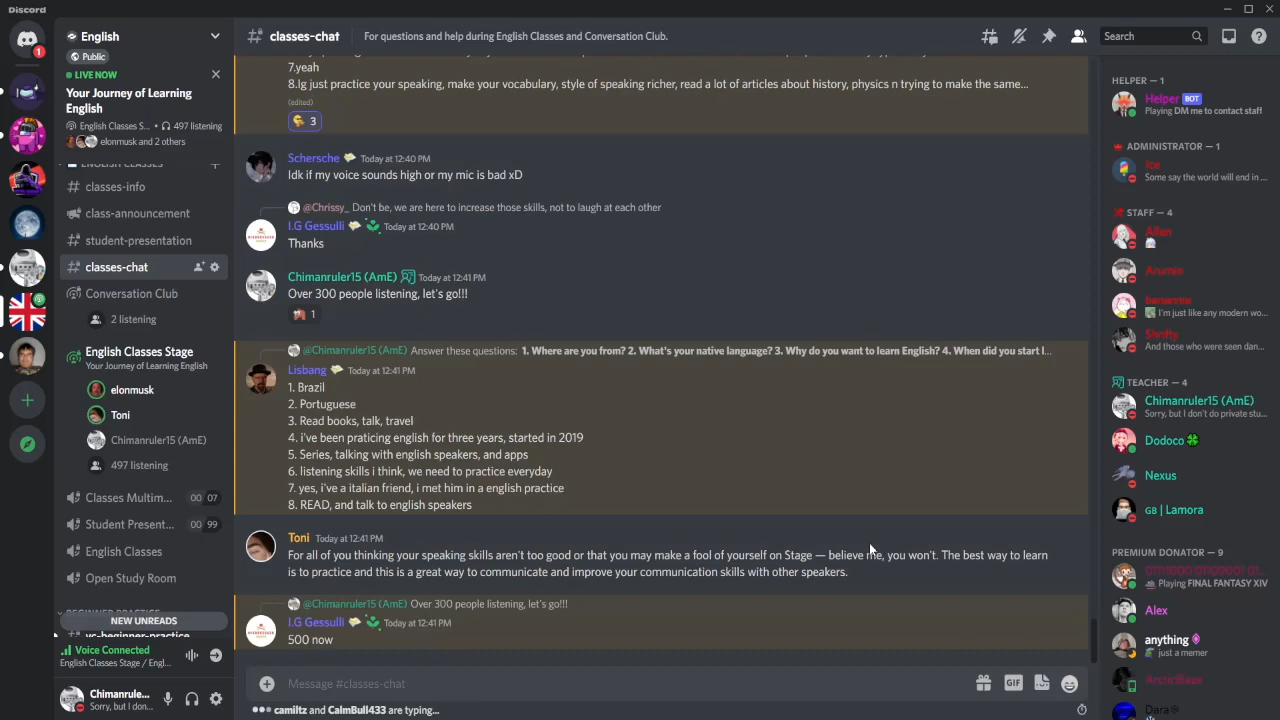 Discord
English
Public
LIVE NOW
Your Journey of Learning
English
English Classes S... • 497 listening
elonmusk and 2 others
ENGLISH CLASSES
classes-info
class-announcement
student-presentation
classes-chat
Conversation Club
2 listening
English Classes Stage
Your Journey of Learning English
elonmusk
Toni
Chimanruler15 (AmE)
497 listening
Classes Multim... 00 07
Student Present... 00 99
English Classes
Open Study Room
BEGINNER PRACTICE
NEW UNREADS
vc-beginner-practice
Voice Connected
English Classes Stage / Engl...
Chimanrule...
Sorry, but I don...
classes-chat
For questions and help during English Classes and Conversation Club.
Search
7.yeah
8.Ig just practice your speaking, make your vocabulary, style of speaking richer, read a lot of articles about history, physics n trying to make the same...
(edited)
3
Schersche Today at 12:40 PM
Idk if my voice sounds high or my mic is bad xD
@Chrissy_ Don't be, we are here to increase those skills, not to laugh at each other
I.G Gessulli Today at 12:40 PM
Thanks
Chimanruler15 (AmE) Today at 12:41 PM
Over 300 people listening, let's go!!!
1
@Chimanruler15 (AmE) Answer these questions: 1. Where are you from? 2. What's your native language? 3. Why do you want to learn English? 4. When did you start l...
Lisbang Today at 12:41 PM
1. Brazil
2. Portuguese
3. Read books, talk, travel
4. i've been praticing english for three years, started in 2019
5. Series, talking with english speakers, and apps
6. listening skills i think, we need to practice everyday
7. yes, i've a italian friend, i met him in a english practice
8. READ, and talk to english speakers
Toni Today at 12:41 PM
For all of you thinking your speaking skills aren't too good or that you may make a fool of yourself on Stage — believe me, you won't. The best way to learn
is to practice and this is a great way to communicate and improve your communication skills with other speakers.
@Chimanruler15 (AmE) Over 300 people listening, let's go!!!
I.G Gessulli Today at 12:41 PM
500 now
Message #classes-chat
GIF
camiltz and CalmBull433 are typing...
HELPER — 1
Helper BOT
Playing DM me to contact staff
ADMINISTRATOR — 1
Ice
Some say the world will end in ...
STAFF — 4
Allen
Arumin
I'm just like any modern wo...
Shrifty
And those who were seen dan...
TEACHER — 4
Chimanruler15 (AmE)
Sorry, but I don't do private stu...
Dodoco
Nexus
GB | Lamora
PREMIUM DONATOR — 9
Playing FINAL FANTASY XIV
Alex
anything
just a memer
ArcticBaze
Dara